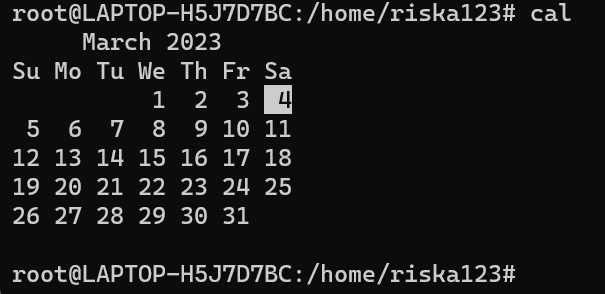 root@LAPTOP-H5J7D7BC:/home/riska123# cal
     March 2023
Su Mo Tu We Th Fr Sa
          1  2  3  4
 5  6  7  8  9 10 11
12 13 14 15 16 17 18
19 20 21 22 23 24 25
26 27 28 29 30 31
root@LAPTOP-H5J7D7BC:/home/riska123#